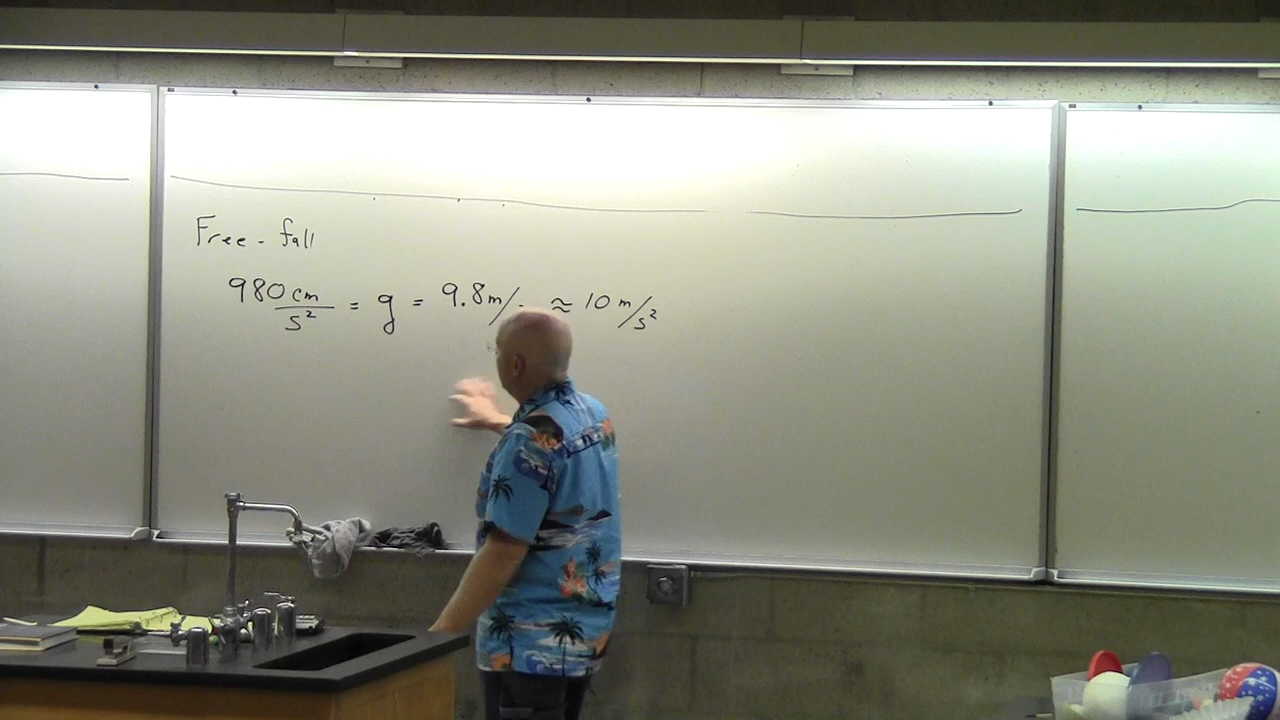 Free-fall
980 cm/s² = g = 9.8 m/ ≈ 10 m/s²